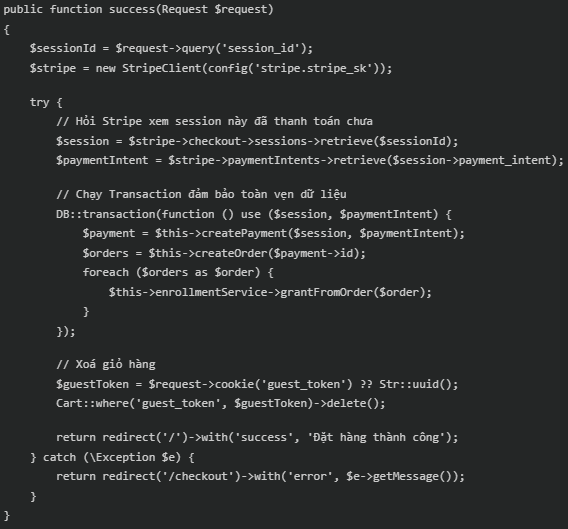 public function success(Request $request)
{
    $sessionId = $request->query('session_id');
    $stripe = new StripeClient(config('stripe.stripe_sk'));

    try {
        // Hỏi Stripe xem session này đã thanh toán chưa
        $session = $stripe->checkout->sessions->retrieve($sessionId);
        $paymentIntent = $stripe->paymentIntents->retrieve($session->payment_intent);

        // Chạy Transaction đảm bảo toàn vẹn dữ liệu
        DB::transaction(function () use ($session, $paymentIntent) {
            $payment = $this->createPayment($session, $paymentIntent);
            $orders = $this->createOrder($payment->id);
            foreach ($orders as $order) {
                $this->enrollmentService->grantFromOrder($order);
            }
        });

        // Xoá giỏ hàng
        $guestToken = $request->cookie('guest_token') ?? Str::uuid();
        Cart::where('guest_token', $guestToken)->delete();

        return redirect('/')->with('success', 'Đặt hàng thành công');
    } catch (\Exception $e) {
        return redirect('/checkout')->with('error', $e->getMessage());
    }
}